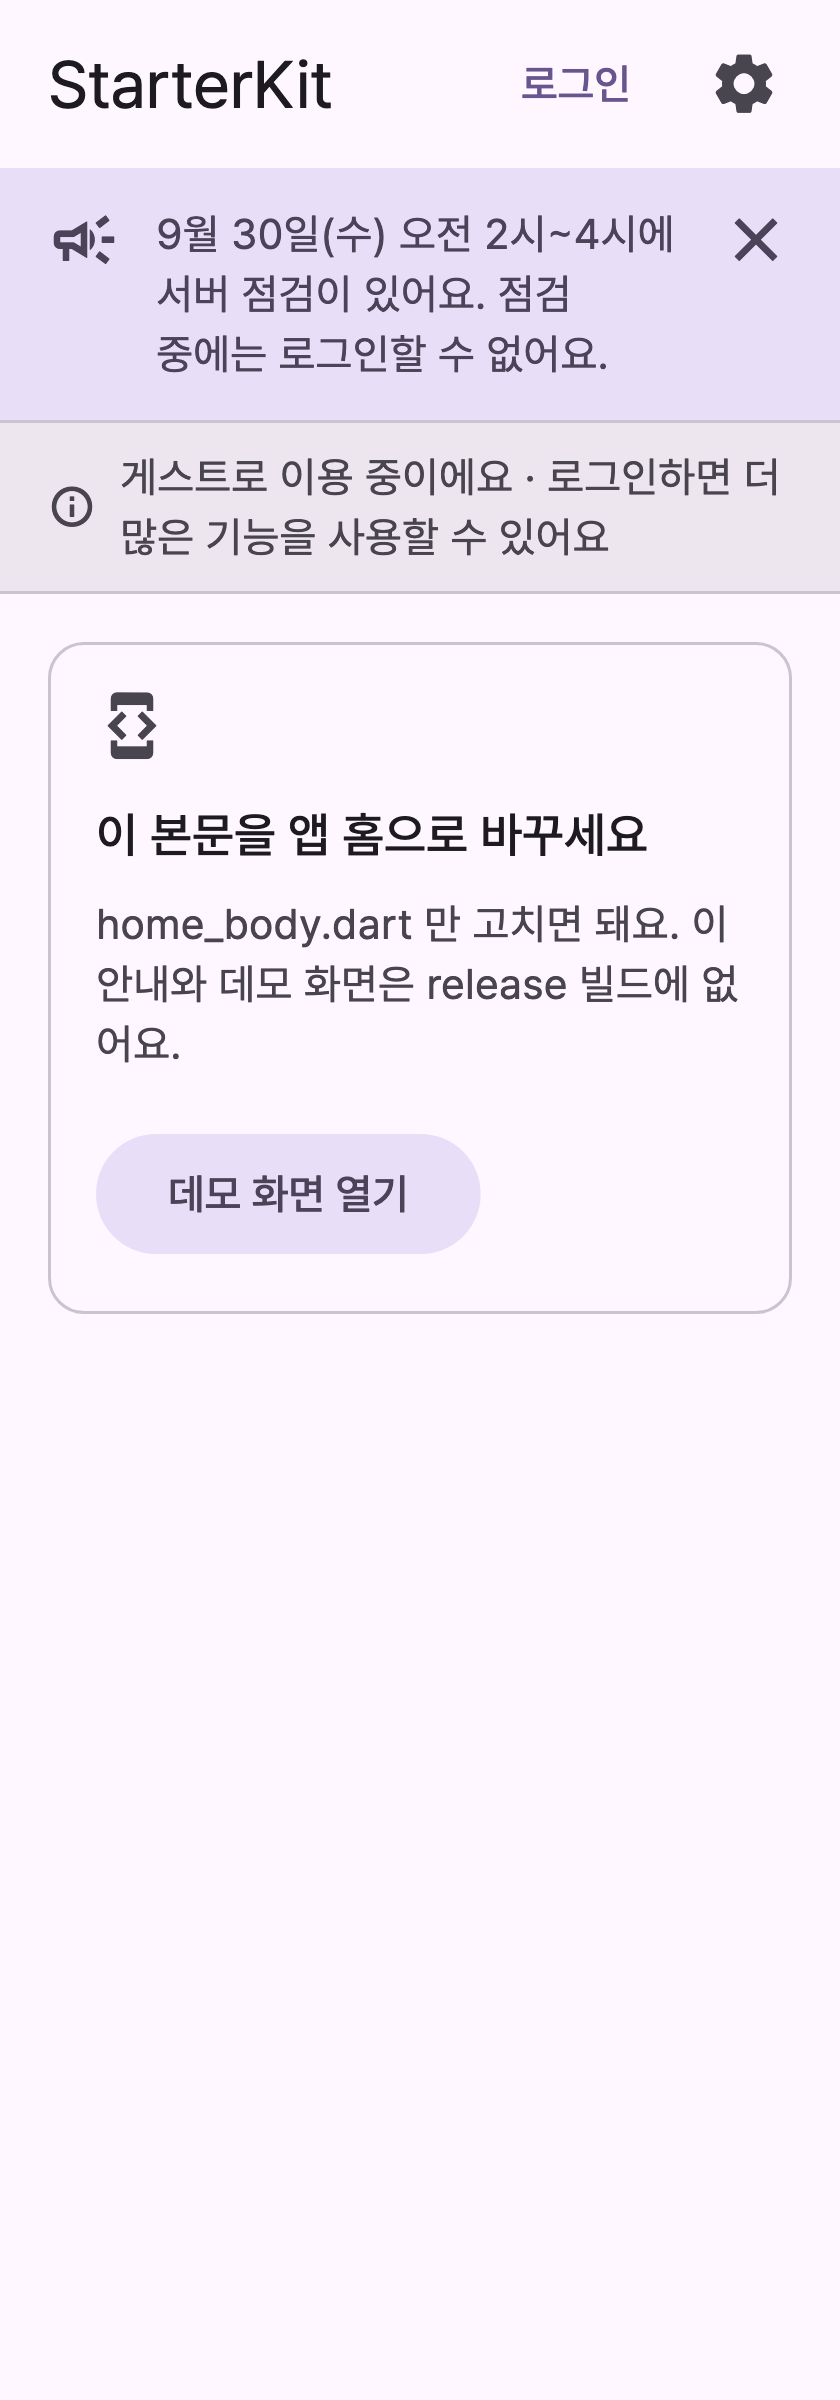 StarterKit
로그인
9월 30일(수) 오전 2시~4시에
서버 점검이 있어요. 점검
중에는 로그인할 수 없어요.
게스트로 이용 중이에요 · 로그인하면 더
많은 기능을 사용할 수 있어요
이 본문을 앱 홈으로 바꾸세요
home_body.dart 만 고치면 돼요. 이
안내와 데모 화면은 release 빌드에 없
어요.
데모 화면 열기